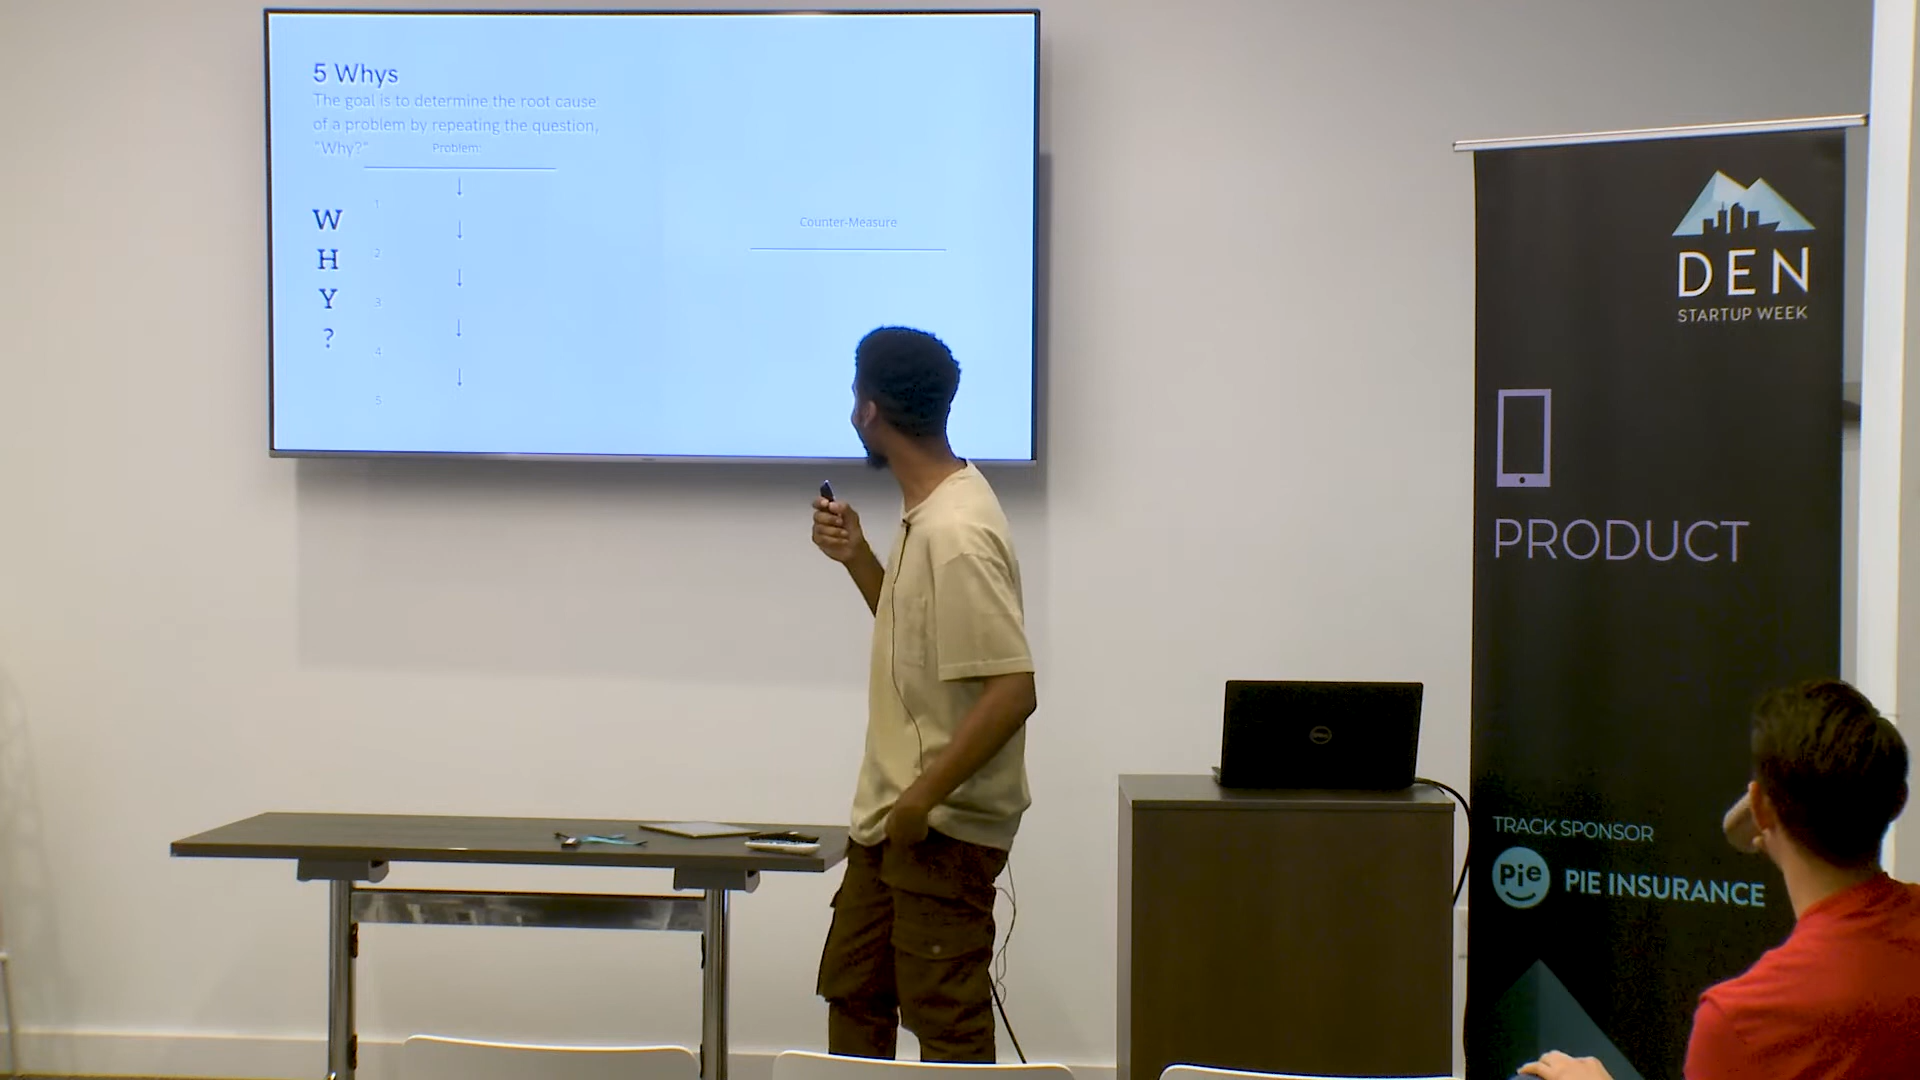 5 Whys
The goal is to determine the root cause
of a problem by repeating the question,
"Why?"
Problem:
W
H
Y
?
1
2
3
4
5
Counter-Measure
DEN
STARTUP WEEK
PRODUCT
TRACK SPONSOR
Pie PIE INSURANCE
DELL